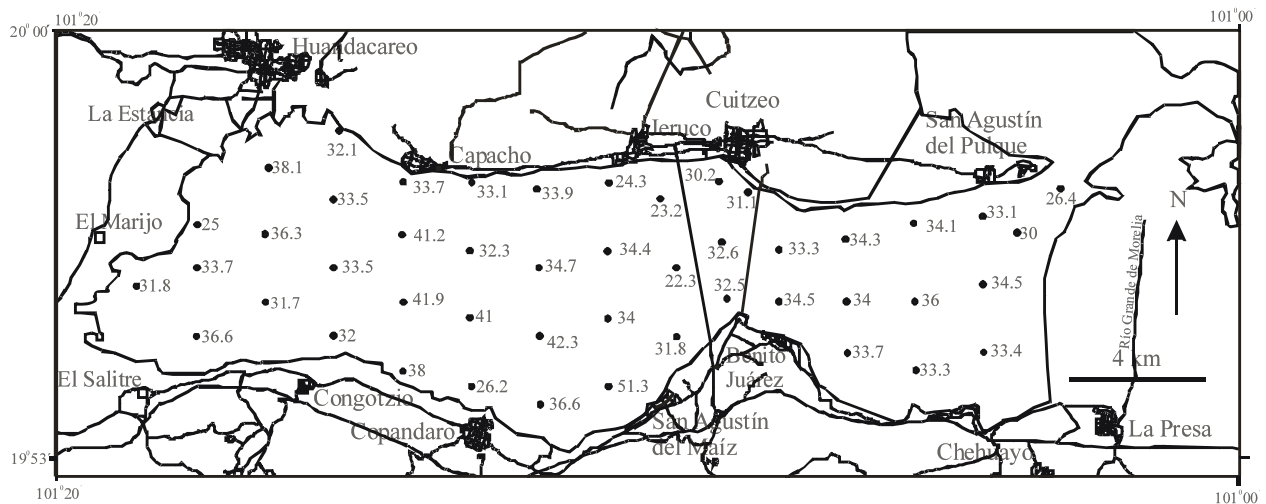 101°20'
101°00'
20°00'
Huandacareo
La Estancia
Cuitzeo
Jeruco
San Agustín
del Pulque
Capacho
32.1
38.1
33.7
33.1
33.9
24.3
30.2
26.4
33.5
23.2
31.1
N
El Marijo
25
36.3
41.2
32.3
34.4
32.6
33.3
34.3
34.1
33.1
30
33.7
33.5
34.7
22.3
31.8
31.7
41.9
41
34
32.5
34.5
34
36
34.5
Río Grande de Morelia
36.6
32
42.3
31.8
33.7
33.4
4 km
Benito
Juárez
38
26.2
51.3
33.3
El Salitre
Congotzio
36.6
Copandaro
San Agustín
del Maíz
Chehuayo
La Presa
19°53'
101°20
101°00